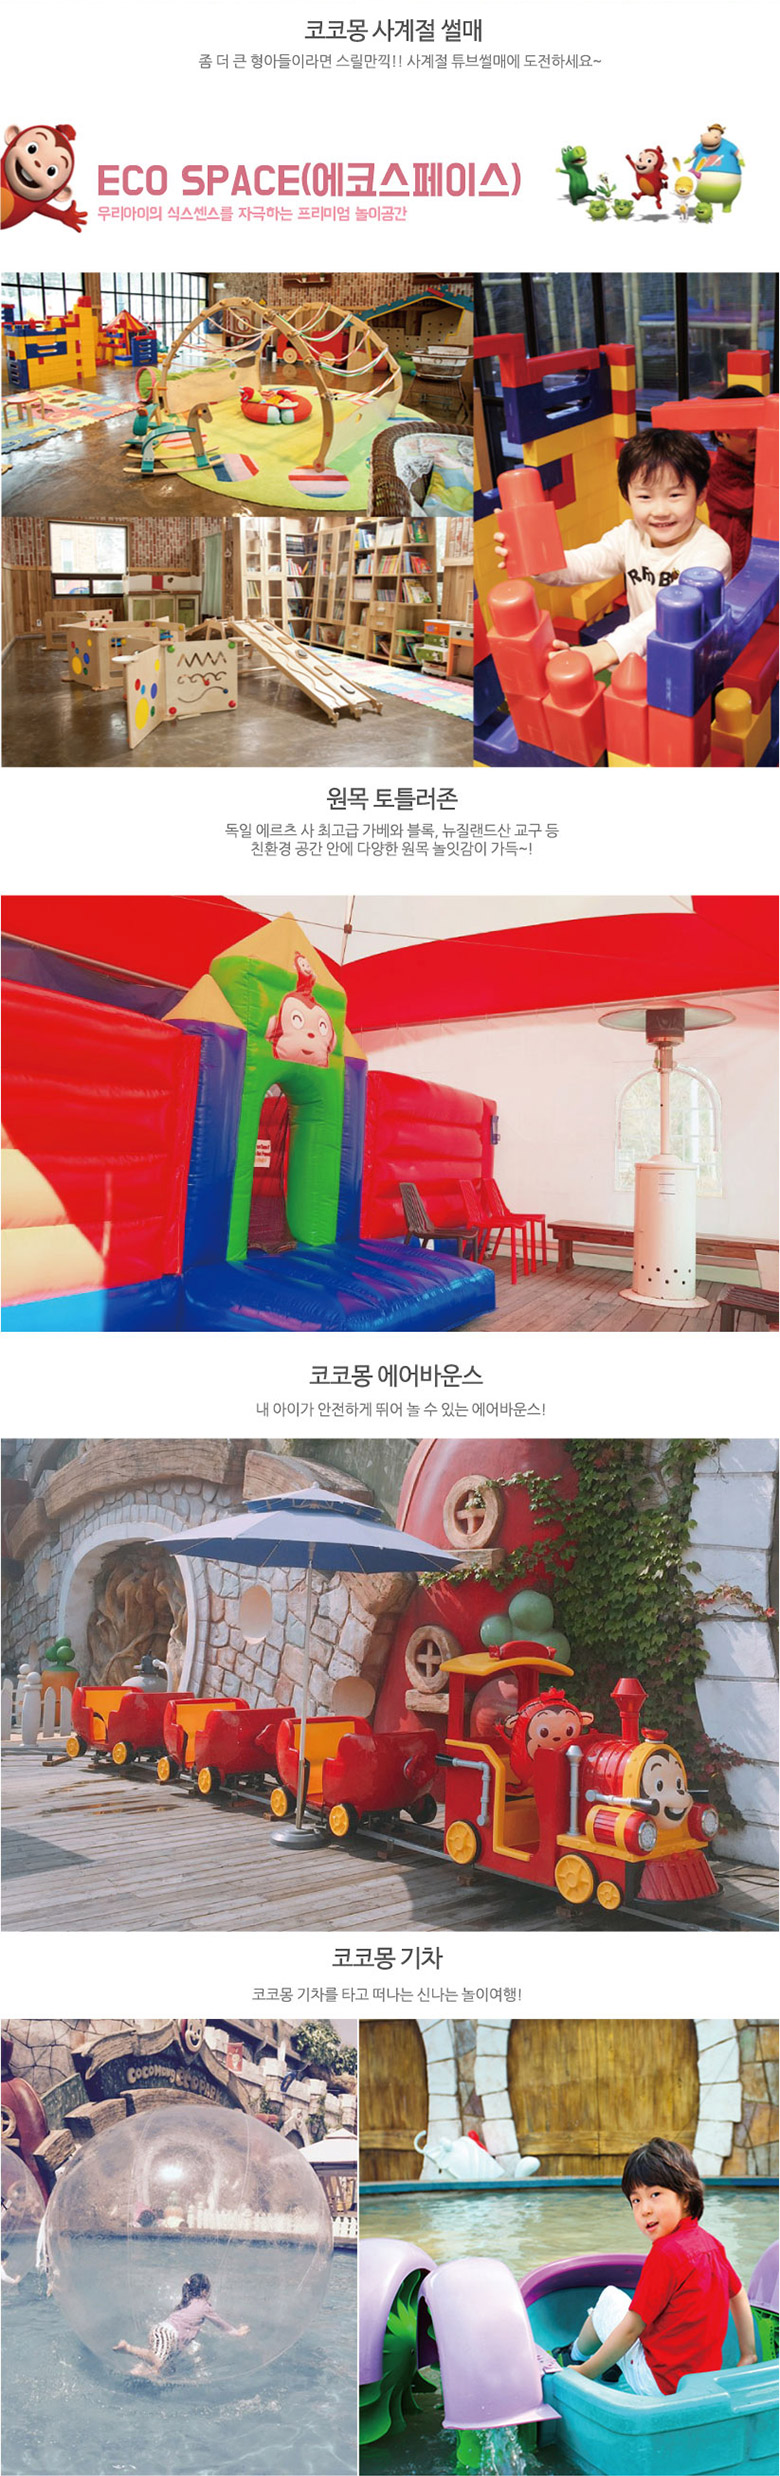 코코몽 사계절 썰매
좀 더 큰 형아들이라면 스릴만끽!! 사계절 튜브썰매에 도전하세요~
ECO SPACE(에코스페이스)
우리아이의 식스센스를 자극하는 프리미엄 놀이공간
원목 토틀러존
독일 에르츠 사 최고급 가베와 블록, 뉴질랜드산 교구 등
친환경 공간 안에 다양한 원목 놀잇감이 가득~!
코코몽 에어바운스
내 아이가 안전하게 뛰어 놀 수 있는 에어바운스!
코코몽 기차
코코몽 기차를 타고 떠나는 신나는 놀이여행!